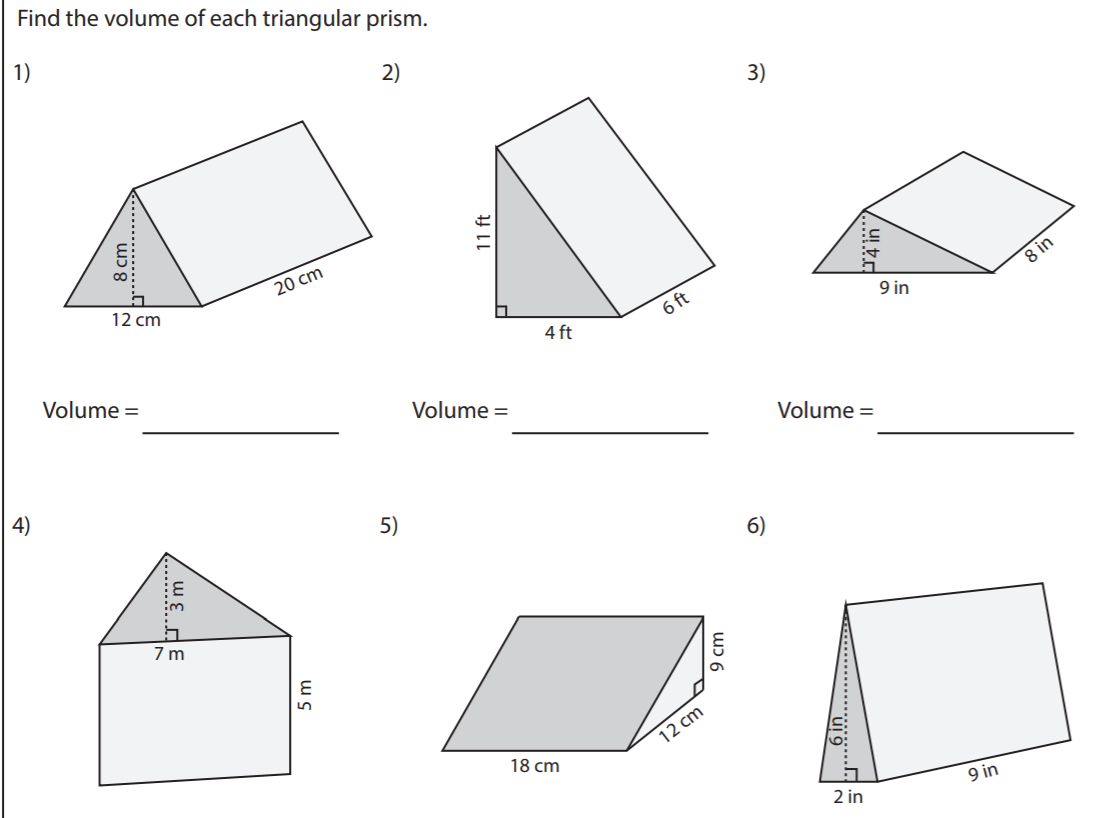 Find the volume of each triangular prism.
1)
2)
3)
8 cm
12 cm
20 cm
11 ft
4 ft
6 ft
4 in
9 in
8 in
Volume =
Volume =
Volume =
4)
5)
6)
3 m
7 m
5 m
9 cm
12 cm
18 cm
6 in
2 in
9 in